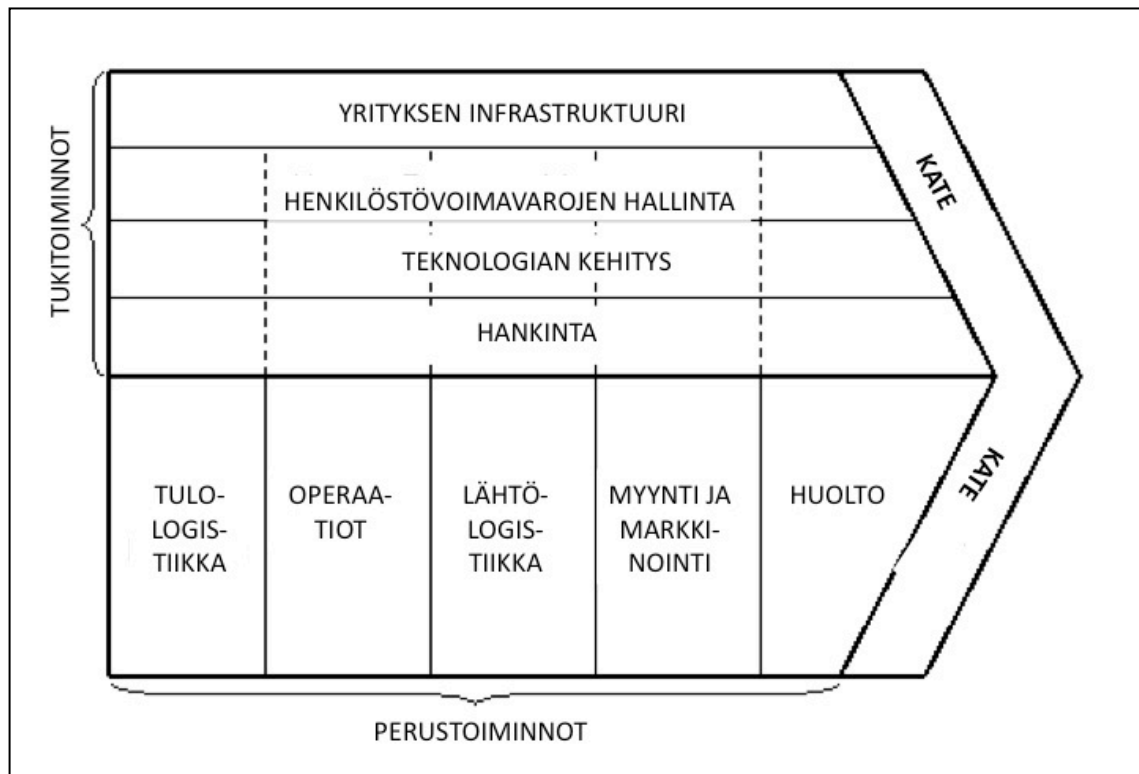 YRITYKSEN INFRASTRUKTUURI
KATE
HENKILÖSTÖVOIMAVAROJEN HALLINTA
TEKNOLOGIAN KEHITYS
HANKINTA
TUKITOIMINNOT
TULO-
LOGIS-
TIIKKA
OPERAA-
TIOT
LÄHTÖ-
LOGIS-
TIIKKA
MYYNTI JA
MARKKI-
NOINTI
HUOLTO
KATE
PERUSTOIMINNOT